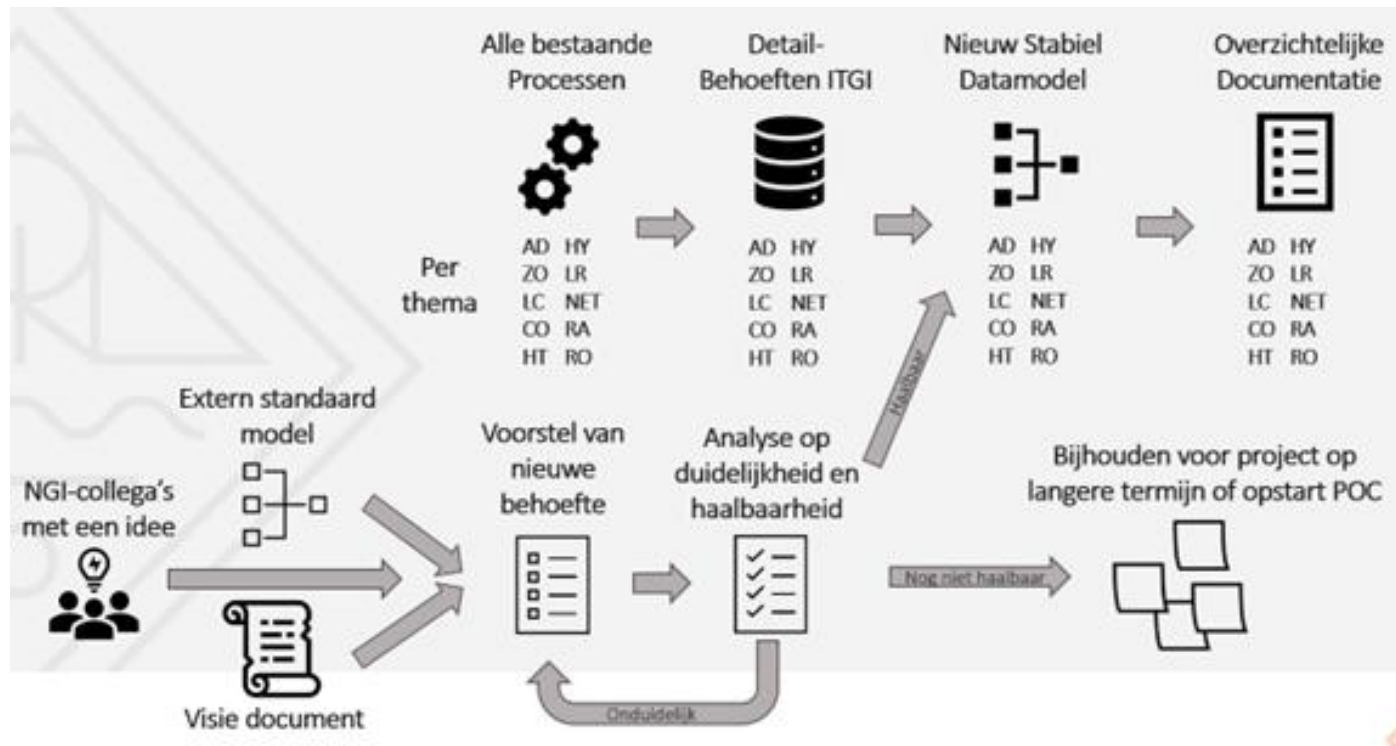 Alle bestaande
Processen
Detail-
Behoeften ITGI
Nieuw Stabiel
Datamodel
Overzichtelijke
Documentatie
Per
thema
AD HY
ZO LR
LC NET
CO RA
HT RO
AD HY
ZO LR
LC NET
CO RA
HT RO
AD HY
ZO LR
LC NET
CO RA
HT RO
AD HY
ZO LR
LC NET
CO RA
HT RO
Haalbaar
Extern standaard
model
NGI-collega's
met een idee
Visie document
Voorstel van
nieuwe
behoefte
Analyse op
duidelijkheid en
haalbaarheid
Onduidelijk
Nog niet haalbaar
Bijhouden voor project op
langere termijn of opstart POC